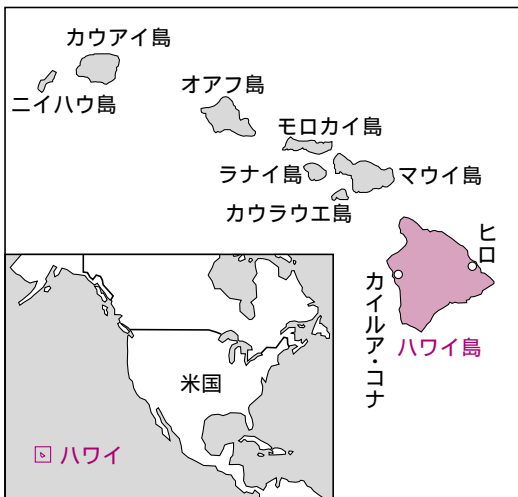 カウアイ島
ニイハウ島
オアフ島
モロカイ島
ラナイ島
マウイ島
カウラウエ島
ヒロ
カイルア・コナ
ハワイ島
米国
ハワイ